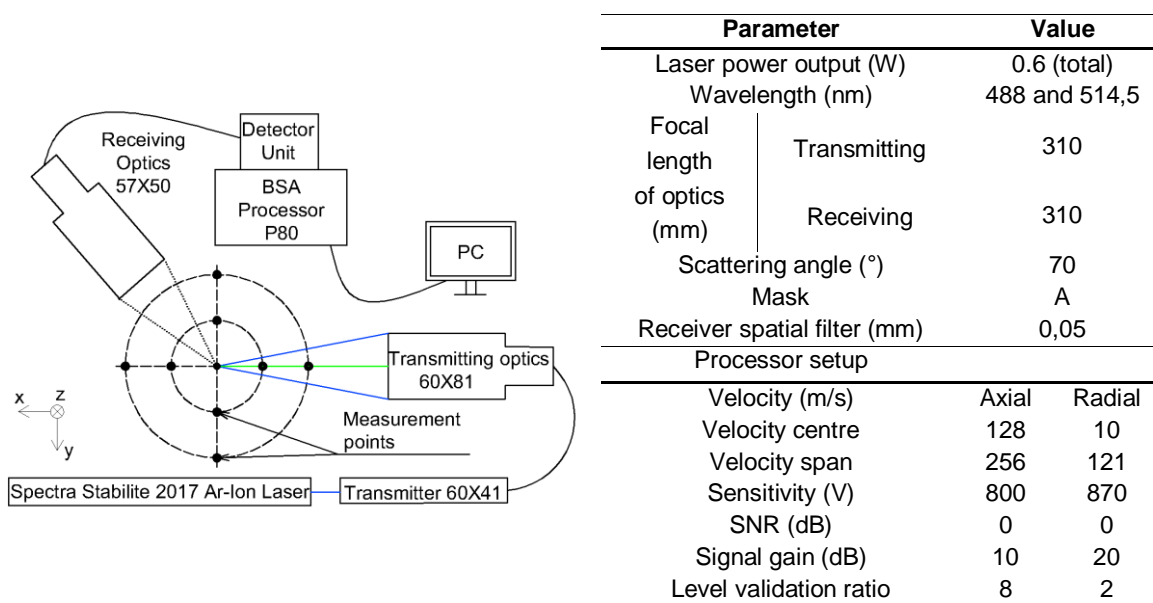 Receiving
Optics
57X50
Detector
Unit
BSA
Processor
P80
PC
Transmitting optics
60X81
x
z
y
Measurement
points
Spectra Stabilite 2017 Ar-Ion Laser
Transmitter 60X41
Parameter Value
Laser power output (W) 0.6 (total)
Wavelength (nm) 488 and 514,5
Focal
length
of optics
(mm)
Transmitting 310
Receiving 310
Scattering angle (°) 70
Mask A
Receiver spatial filter (mm) 0,05
Processor setup
Velocity (m/s) Axial Radial
Velocity centre 128 10
Velocity span 256 121
Sensitivity (V) 800 870
SNR (dB) 0 0
Signal gain (dB) 10 20
Level validation ratio 8 2